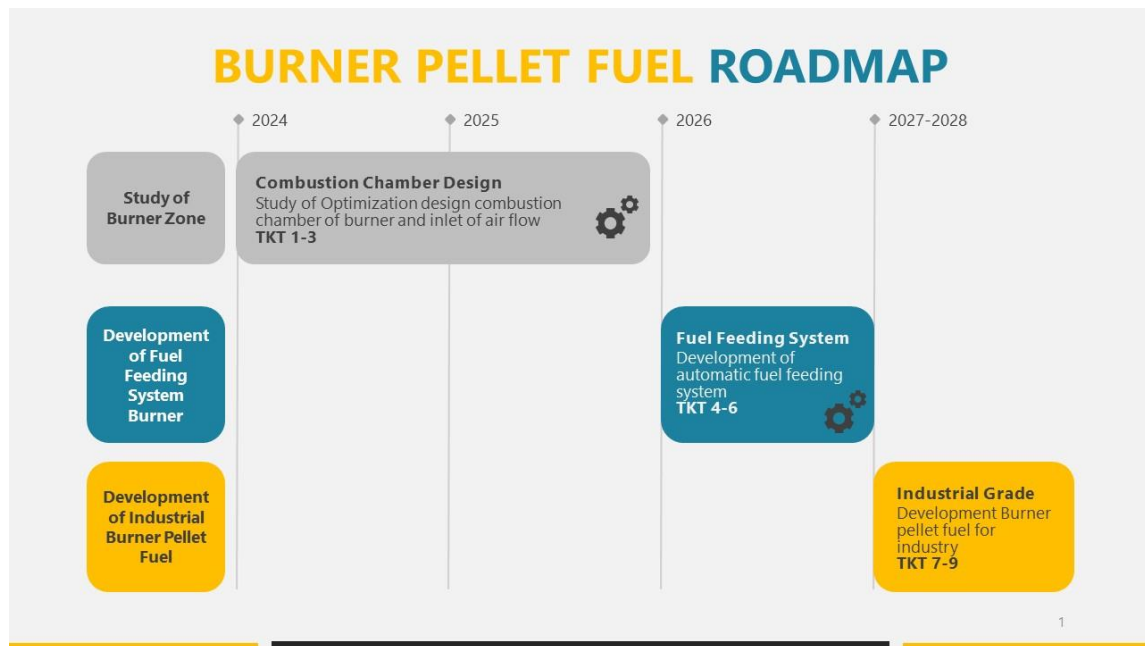 BURNER PELLET FUEL ROADMAP
2024
2025
2026
2027-2028
Study of
Burner Zone
Combustion Chamber Design
Study of Optimization design combustion
chamber of burner and inlet of air flow
TKT 1-3
Development
of Fuel
Feeding
System
Burner
Fuel Feeding System
Development of
automatic fuel feeding
system
TKT 4-6
Development
of Industrial
Burner Pellet
Fuel
Industrial Grade
Development Burner
pellet fuel for
industry
TKT 7-9
1